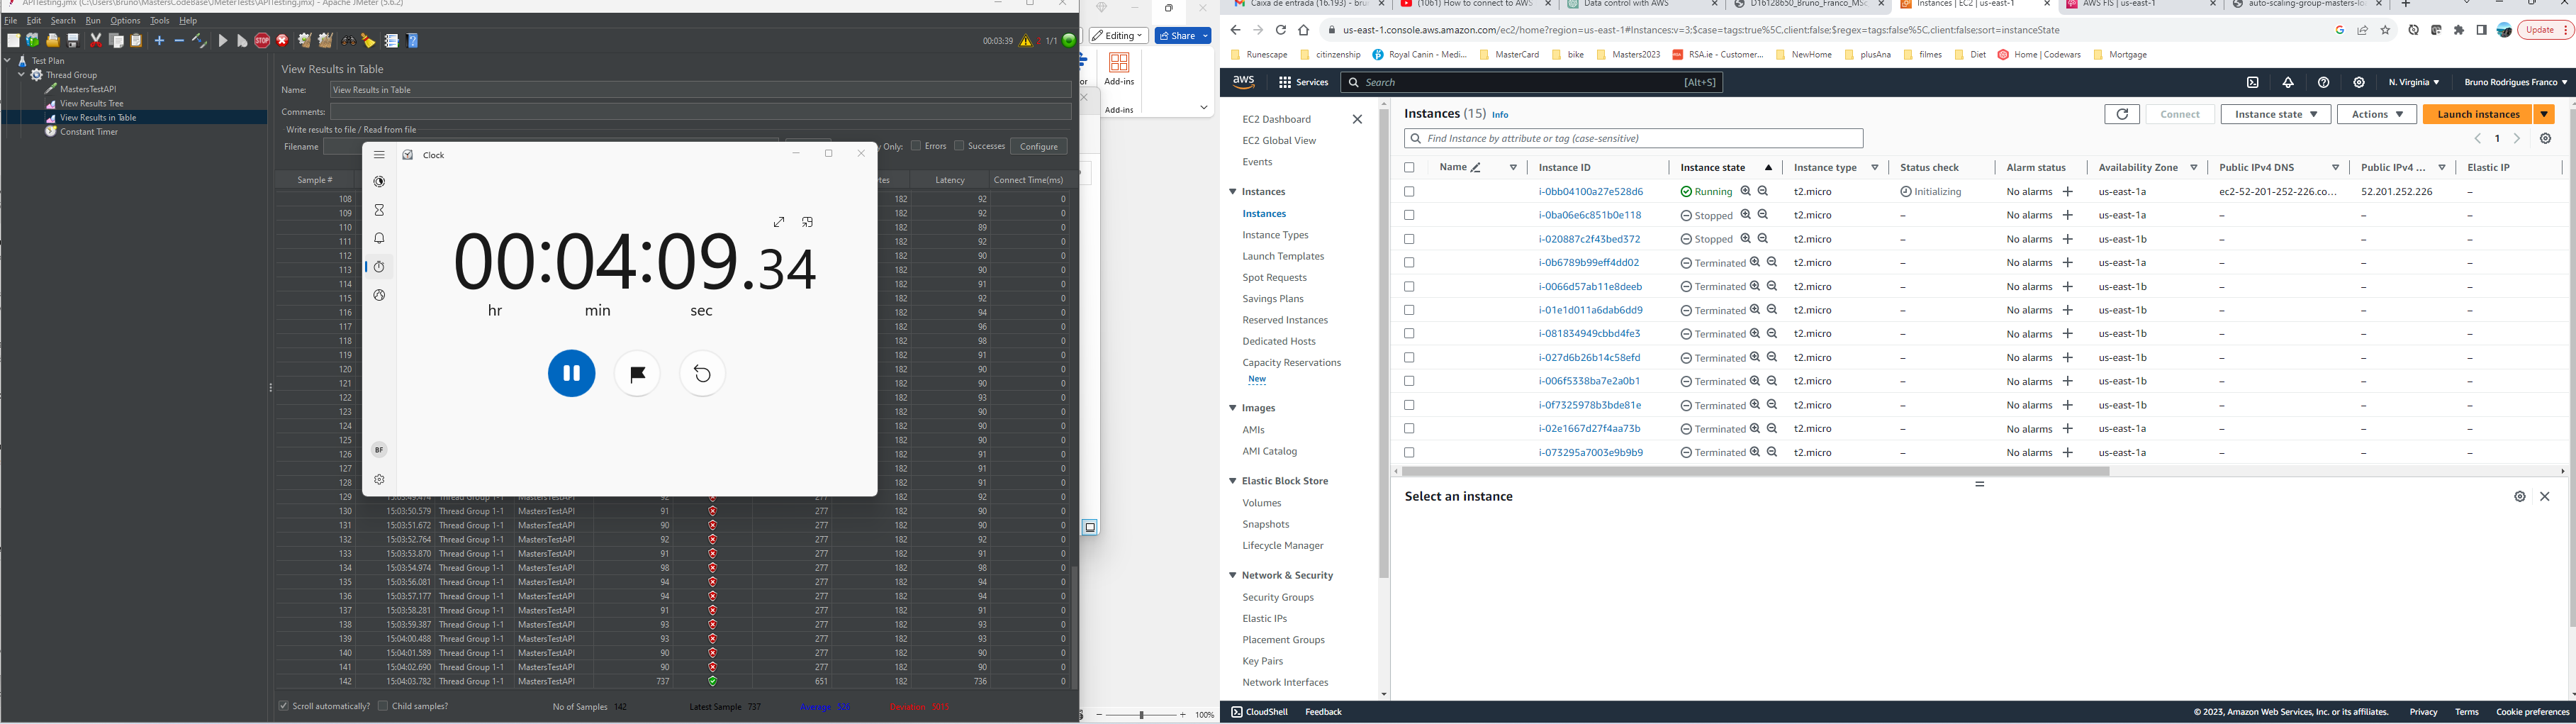 APITesting.jmx (C:\Users\Bruno\MastersCodeBase\JMeterTests\APITesting.jmx) - Apache JMeter (5.6.2)
File Edit Search Run Options Tools Help
00:03:39 1/1
Test Plan
Thread Group
MastersTestAPI
View Results Tree
View Results in Table
Constant Timer
View Results in Table
Name: View Results in Table
Comments:
Write results to file / Read from file
Filename Only: Errors Successes Configure
Sample # Latency Connect Time(ms)
108 182 92 0
109 182 92 0
110 182 89 0
111 182 92 0
112 182 90 0
113 182 90 0
114 182 91 0
115 182 92 0
116 182 94 0
117 182 96 0
118 182 98 0
119 182 91 0
120 182 90 0
121 182 90 0
122 182 93 0
123 182 90 0
124 182 90 0
125 182 90 0
126 182 91 0
127 182 91 0
128 182 91 0
129 15:03:49.474 Thread Group 1-1 MastersTestAPI 92 277 182 92 0
130 15:03:50.579 Thread Group 1-1 MastersTestAPI 91 277 182 90 0
131 15:03:51.672 Thread Group 1-1 MastersTestAPI 90 277 182 90 0
132 15:03:52.764 Thread Group 1-1 MastersTestAPI 92 277 182 92 0
133 15:03:53.870 Thread Group 1-1 MastersTestAPI 91 277 182 91 0
134 15:03:54.974 Thread Group 1-1 MastersTestAPI 98 277 182 98 0
135 15:03:56.081 Thread Group 1-1 MastersTestAPI 94 277 182 94 0
136 15:03:57.177 Thread Group 1-1 MastersTestAPI 94 277 182 94 0
137 15:03:58.281 Thread Group 1-1 MastersTestAPI 91 277 182 91 0
138 15:03:59.387 Thread Group 1-1 MastersTestAPI 93 277 182 93 0
139 15:04:00.488 Thread Group 1-1 MastersTestAPI 93 277 182 93 0
140 15:04:01.589 Thread Group 1-1 MastersTestAPI 90 277 182 90 0
141 15:04:02.690 Thread Group 1-1 MastersTestAPI 90 277 182 90 0
142 15:04:03.782 Thread Group 1-1 MastersTestAPI 737 651 182 736 0
Scroll automatically? Child samples? No of Samples 142 Latest Sample 737 Average 526 Deviation 5015
Clock
00:04:09.34
hr min sec
BF
Editing Share
Add-ins
Add-ins
100%
Caixa de entrada (16.193) - bru
(1061) How to connect to AWS
Data control with AWS
D16128650_Bruno_Franco_MSc
Instances | EC2 | us-east-1
AWS FIS | us-east-1
auto-scaling-group-masters-lo
us-east-1.console.aws.amazon.com/ec2/home?region=us-east-1#Instances:v=3;$case=tags:true%5C,client:false;$regex=tags:false%5C,client:false;sort=instanceState
Update
Runescape citizenship Royal Canin - Medi... MasterCard bike Masters2023 RSA.ie - Customer... NewHome plusAna filmes Diet Home | Codewars Mortgage
aws Services Search [Alt+S] N. Virginia Bruno Rodrigues Franco
EC2 Dashboard
EC2 Global View
Events
Instances
Instances
Instance Types
Launch Templates
Spot Requests
Savings Plans
Reserved Instances
Dedicated Hosts
Capacity Reservations
New
Images
AMIs
AMI Catalog
Elastic Block Store
Volumes
Snapshots
Lifecycle Manager
Network & Security
Security Groups
Elastic IPs
Placement Groups
Key Pairs
Network Interfaces
Instances (15) Info Connect Instance state Actions Launch instances
Find Instance by attribute or tag (case-sensitive) 1
Name Instance ID Instance state Instance type Status check Alarm status Availability Zone Public IPv4 DNS Public IPv4 ... Elastic IP
i-0bb04100a27e528d6 Running t2.micro Initializing No alarms + us-east-1a ec2-52-201-252-226.co... 52.201.252.226 –
i-0ba06e6c851b0e118 Stopped t2.micro – No alarms + us-east-1a – – –
i-020887c2f43bed372 Stopped t2.micro – No alarms + us-east-1b – – –
i-0b6789b99eff4dd02 Terminated t2.micro – No alarms + us-east-1a – – –
i-0066d57ab11e8deeb Terminated t2.micro – No alarms + us-east-1b – – –
i-01e1d011a6dab6dd9 Terminated t2.micro – No alarms + us-east-1b – – –
i-081834949cbbd4fe3 Terminated t2.micro – No alarms + us-east-1b – – –
i-027d6b26b14c58efd Terminated t2.micro – No alarms + us-east-1b – – –
i-006f5338ba7e2a0b1 Terminated t2.micro – No alarms + us-east-1b – – –
i-0f7325978b3bde81e Terminated t2.micro – No alarms + us-east-1b – – –
i-02e1667d27f4aa73b Terminated t2.micro – No alarms + us-east-1a – – –
i-073295a7003e9b9b9 Terminated t2.micro – No alarms + us-east-1a – – –
Select an instance
CloudShell Feedback © 2023, Amazon Web Services, Inc. or its affiliates. Privacy Terms Cookie preferences